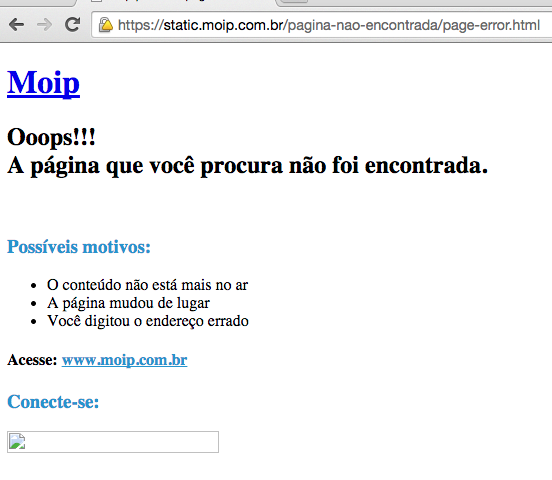 https://static.moip.com.br/pagina-nao-encontrada/page-error.html
Moip
Ooops!!!
A página que você procura não foi encontrada.
Possíveis motivos:
O conteúdo não está mais no ar
A página mudou de lugar
Você digitou o endereço errado
Acesse: www.moip.com.br
Conecte-se: